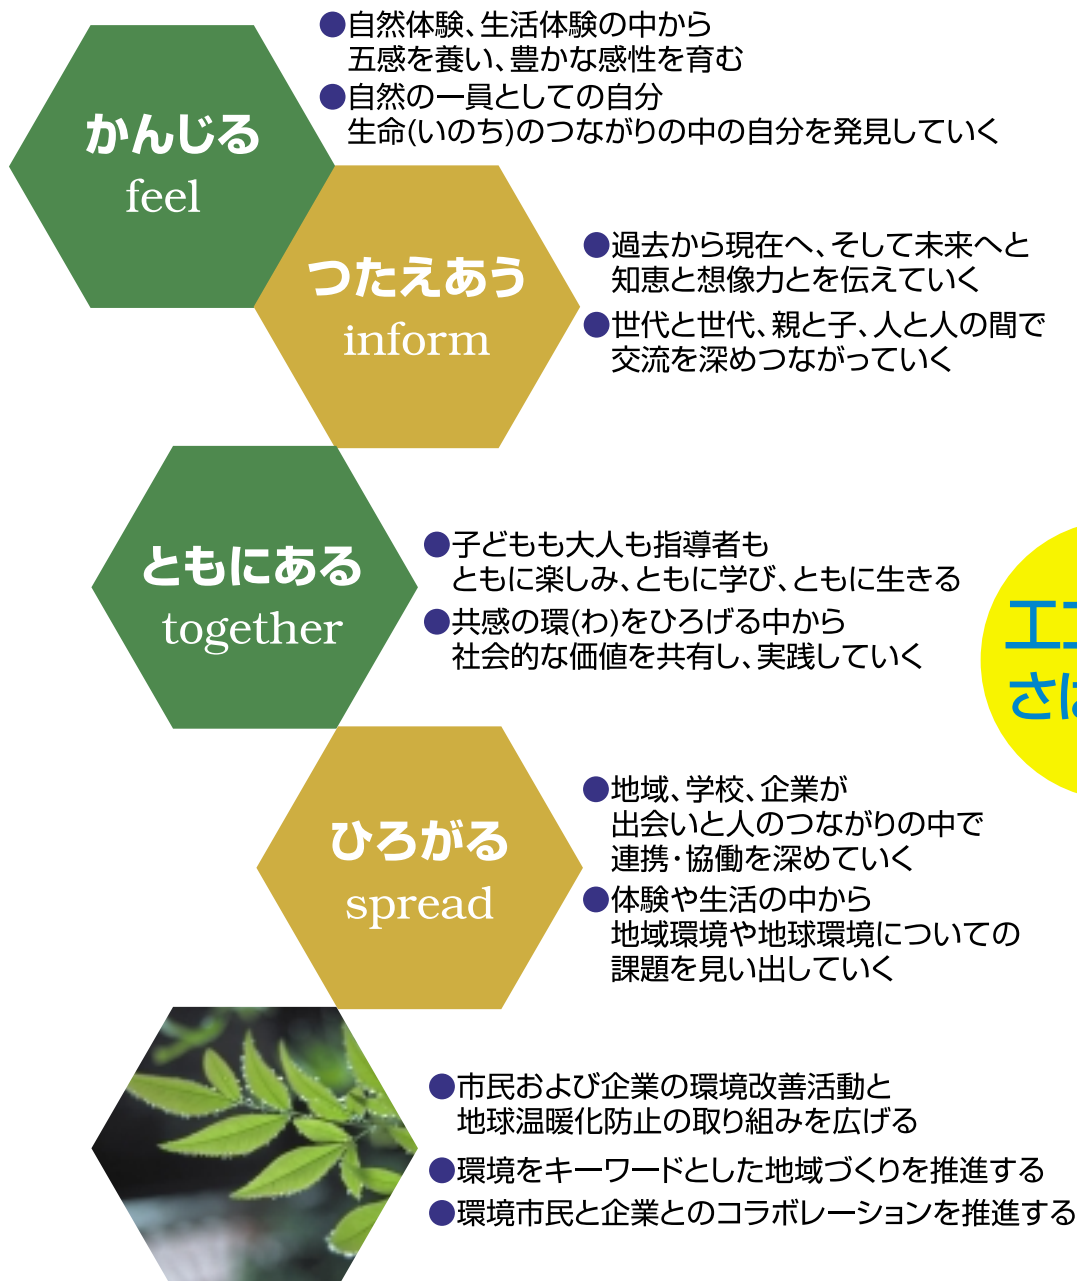 ●自然体験、生活体験の中から
五感を養い、豊かな感性を育む
●自然の一員としての自分
生命(いのち)のつながりの中の自分を発見していく
かんじる
feel
つたえあう
inform
●過去から現在へ、そして未来へと
知恵と想像力とを伝えていく
●世代と世代、親と子、人と人の間で
交流を深めつながっていく
ともにある
together
●子どもも大人も指導者も
ともに楽しみ、ともに学び、ともに生きる
●共感の環(わ)をひろげる中から
社会的な価値を共有し、実践していく
エ
さ
ひろがる
spread
●地域、学校、企業が
出会いと人のつながりの中で
連携・協働を深めていく
●体験や生活の中から
地域環境や地球環境についての
課題を見い出していく
●市民および企業の環境改善活動と
地球温暖化防止の取り組みを広げる
●環境をキーワードとした地域づくりを推進する
●環境市民と企業とのコラボレーションを推進する